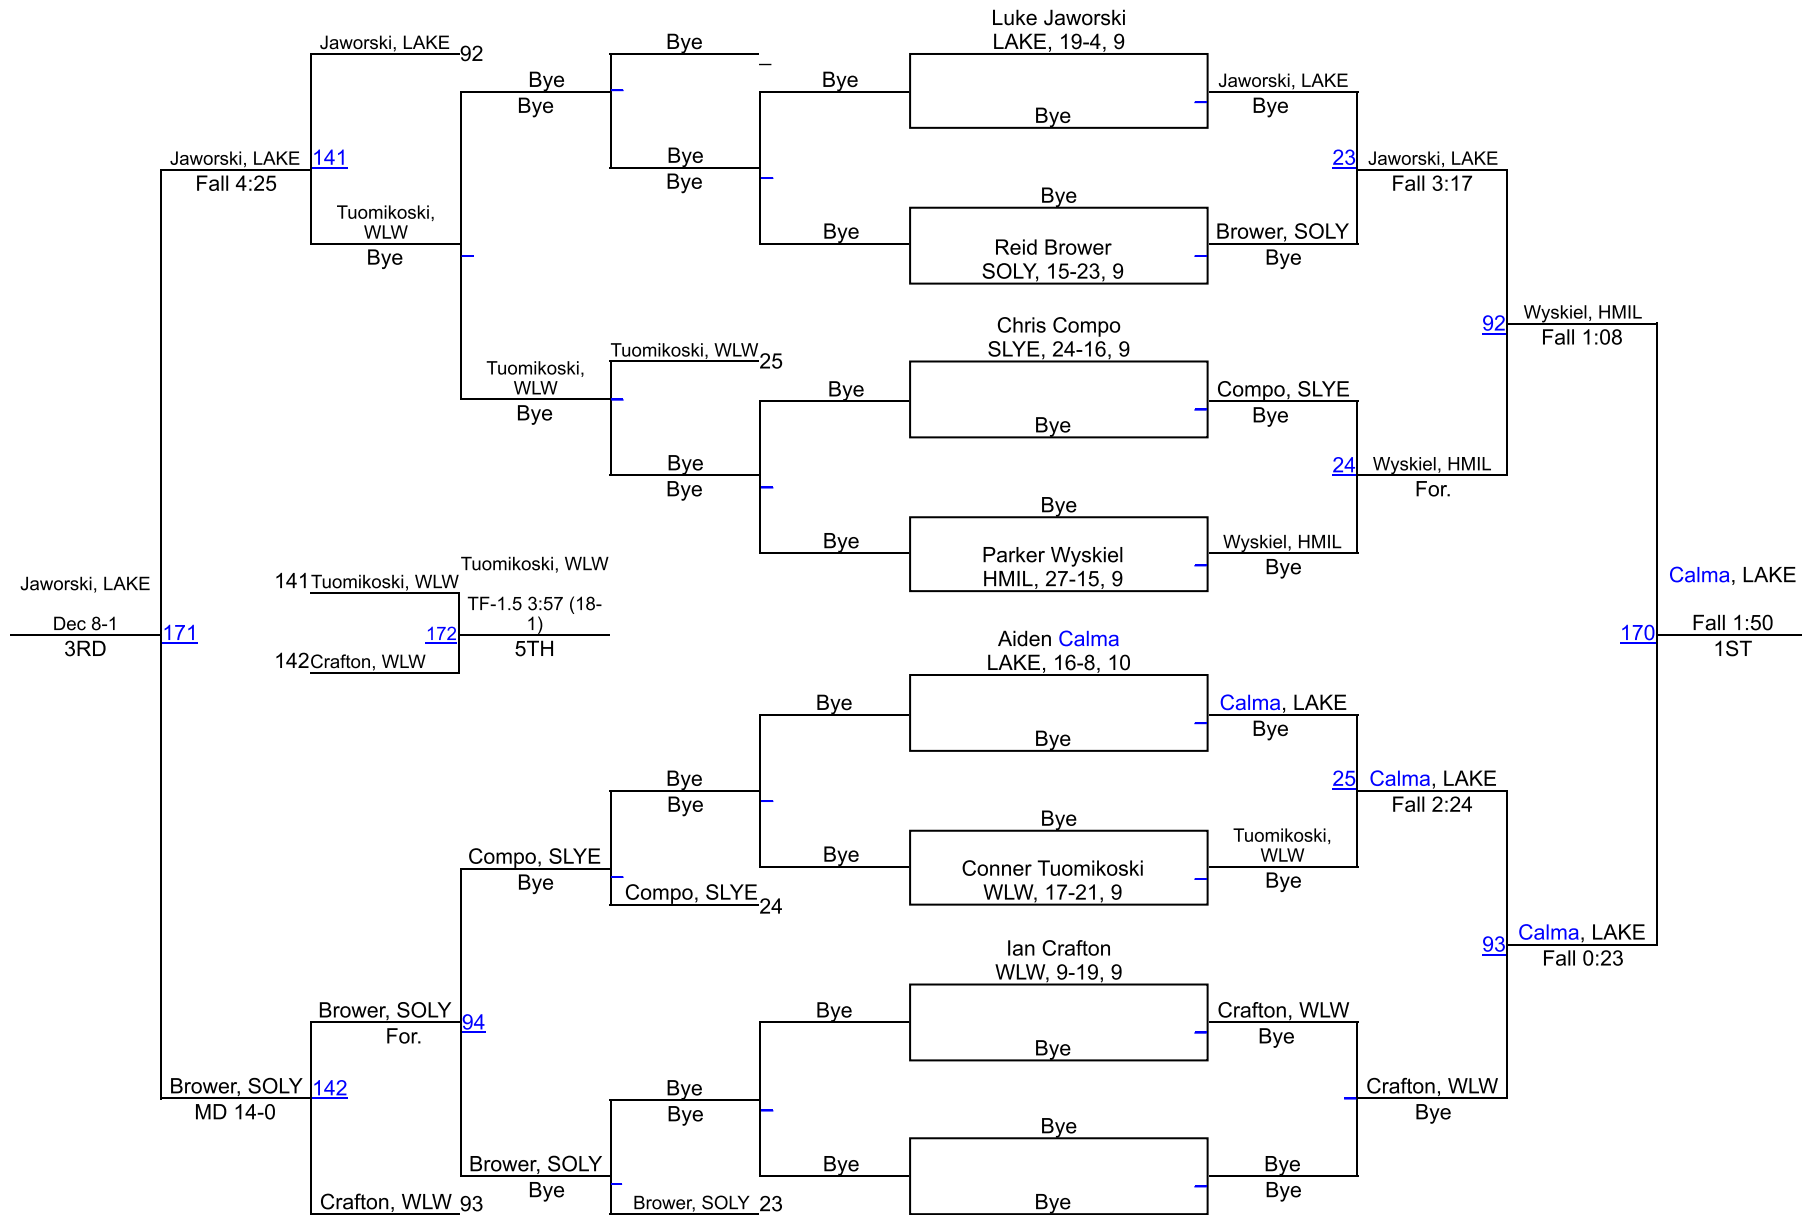 Luke Jaworski
LAKE, 19-4, 9
Jaworski, LAKE
92
Bye
_
Bye
Bye
Bye
Bye
Jaworski, LAKE
Bye
Jaworski, LAKE
Fall 4:25
141
Bye
Bye
23
Jaworski, LAKE
Fall 3:17
Bye
Tuomikoski,
WLW
Bye
Bye
Reid Brower
SOLY, 15-23, 9
Brower, SOLY
Bye
Chris Compo
SLYE, 24-16, 9
92
Wyskiel, HMIL
Fall 1:08
Tuomikoski, WLW
25
Tuomikoski,
WLW
Bye
Bye
Bye
Compo, SLYE
Bye
Bye
Bye
24
Wyskiel, HMIL
For.
Bye
Bye
Parker Wyskiel
HMIL, 27-15, 9
Wyskiel, HMIL
Bye
Jaworski, LAKE
Dec 8-1
3RD
171
141
Tuomikoski, WLW
142
Crafton, WLW
172
Tuomikoski, WLW
TF-1.5 3:57 (18-
1)
5TH
Calma, LAKE
170
Fall 1:50
1ST
Aiden Calma
LAKE, 16-8, 10
Bye
Bye
Calma, LAKE
Bye
Bye
Bye
25
Calma, LAKE
Fall 2:24
Bye
Bye
Conner Tuomikoski
WLW, 17-21, 9
Tuomikoski,
WLW
Bye
Compo, SLYE
Bye
Compo, SLYE
24
93
Calma, LAKE
Fall 0:23
Ian Crafton
WLW, 9-19, 9
Brower, SOLY
For.
94
Bye
Bye
Crafton, WLW
Bye
Brower, SOLY
MD 14-0
142
Bye
Bye
Crafton, WLW
Bye
Bye
Brower, SOLY
Bye
Bye
Bye
Bye
Bye
Crafton, WLW
93
Brower, SOLY
23
Bye